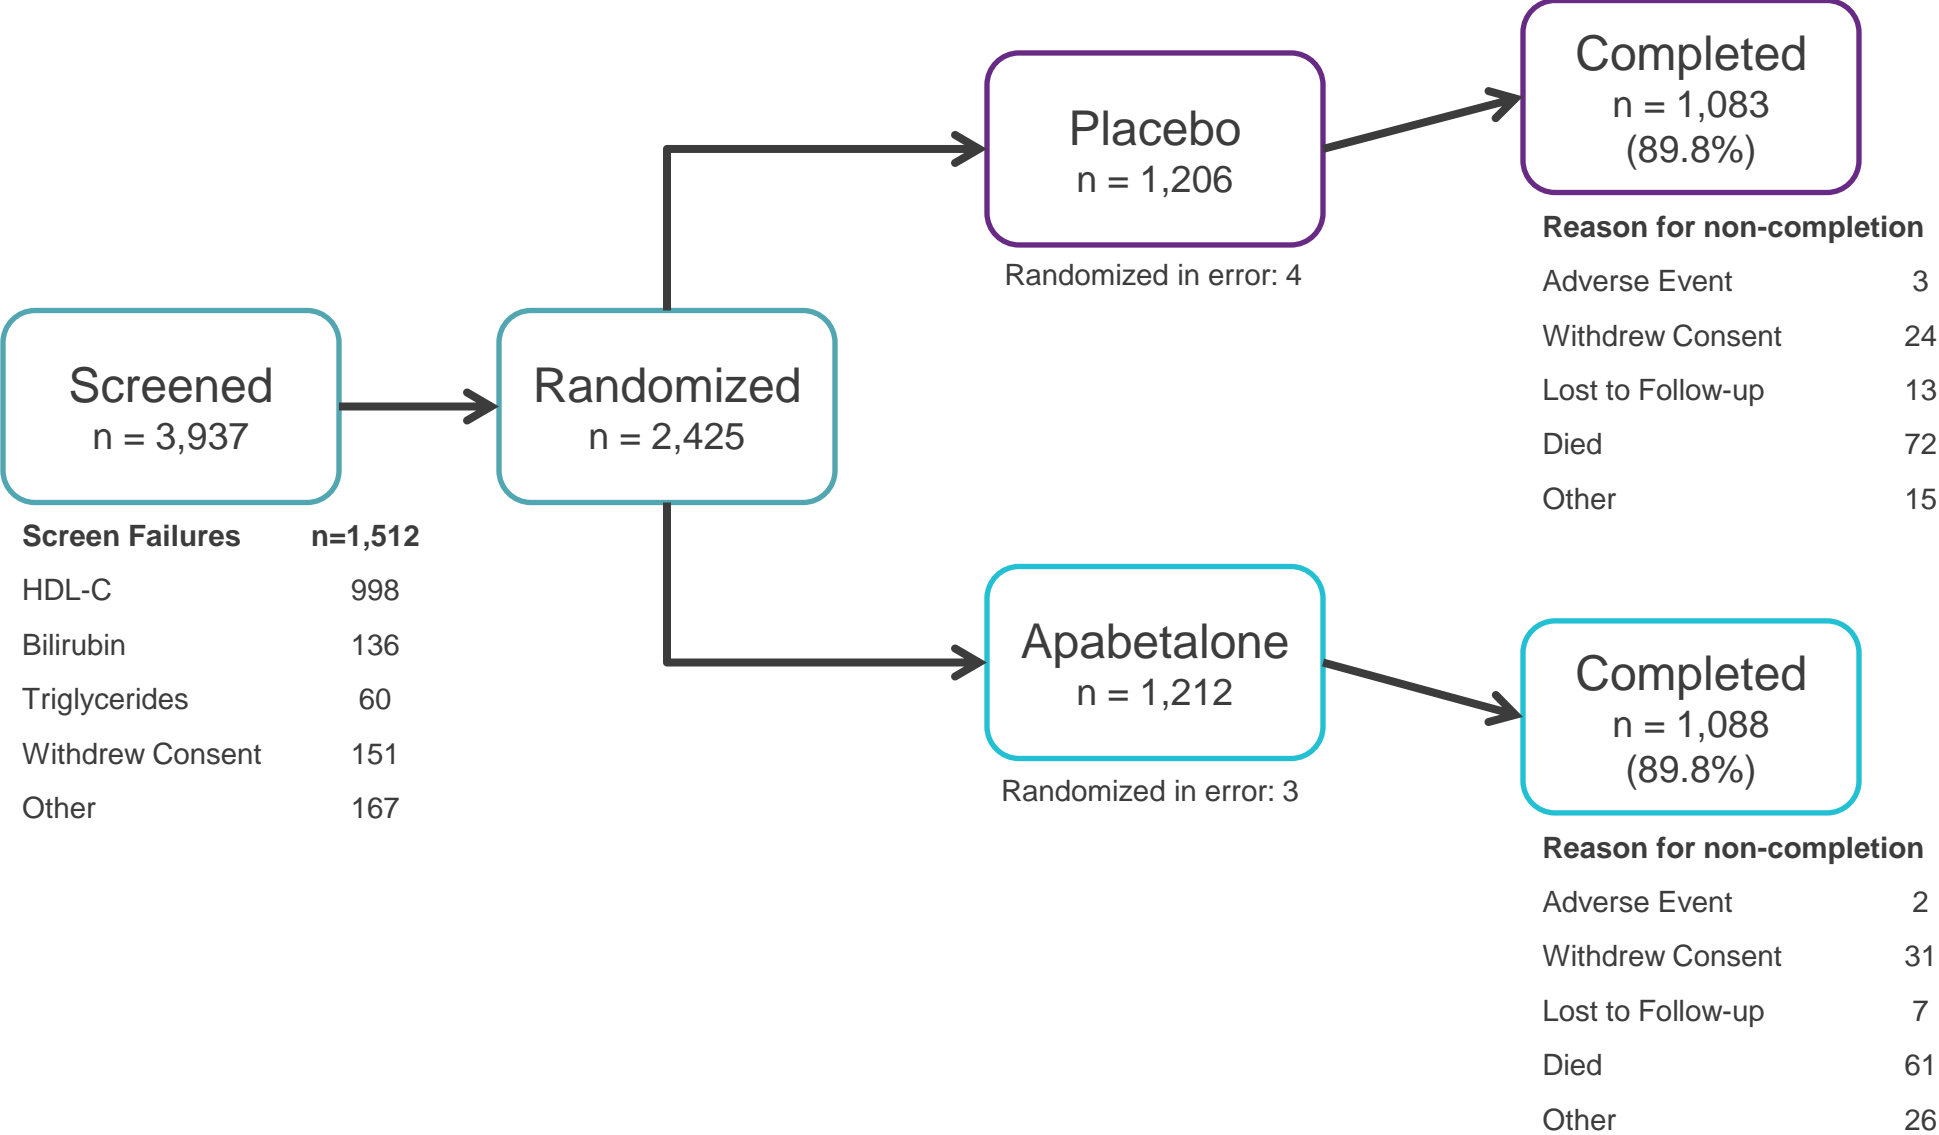 Screened
n = 3,937
Screen Failures n=1,512
HDL-C 998
Bilirubin 136
Triglycerides 60
Withdrew Consent 151
Other 167
Randomized
n = 2,425
Placebo
n = 1,206
Randomized in error: 4
Completed
n = 1,083
(89.8%)
Reason for non-completion
Adverse Event 3
Withdrew Consent 24
Lost to Follow-up 13
Died 72
Other 15
Apabetalone
n = 1,212
Randomized in error: 3
Completed
n = 1,088
(89.8%)
Reason for non-completion
Adverse Event 2
Withdrew Consent 31
Lost to Follow-up 7
Died 61
Other 26